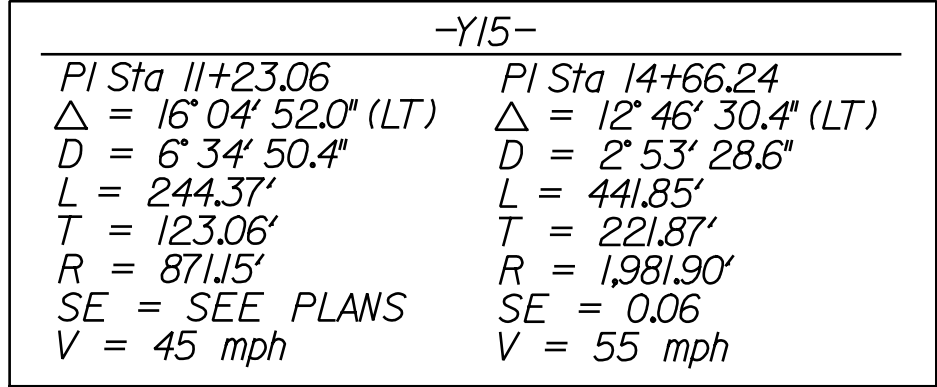 -Y15-
PI Sta 11+23.06
△ = 16° 04' 52.0" (LT)
D = 6° 34' 50.4"
L = 244.37'
T = 123.06'
R = 871.15'
SE = SEE PLANS
V = 45 mph
PI Sta 14+66.24
△ = 12° 46' 30.4" (LT)
D = 2° 53' 28.6"
L = 441.85'
T = 221.87'
R = 1,981.90'
SE = 0.06
V = 55 mph